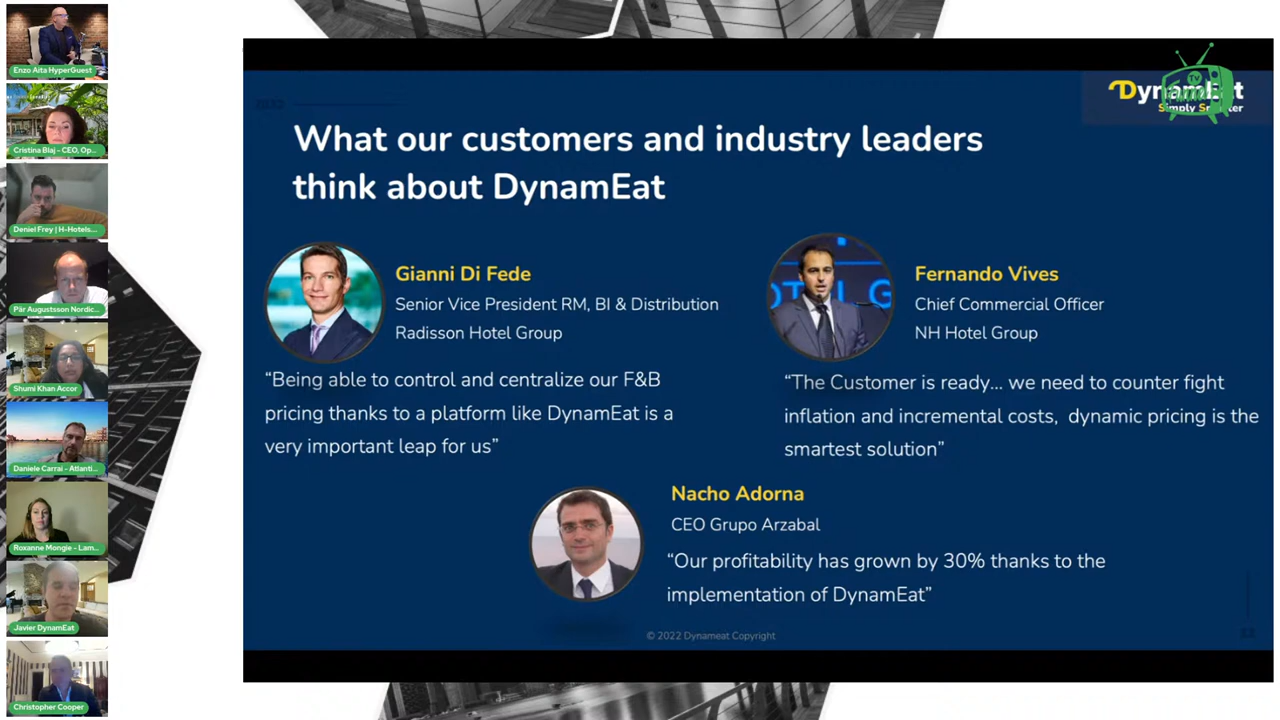 Enzo Aita HyperGuest
Cristina Blaj - CEO, Op...
Deniel Frey | H-Hotels...
Pär Augustsson Nordic...
Shumi Khan Accor
Daniele Carrai - Atlanti...
Roxanne Mongie - Lam...
Javier DynamEat
Christopher Cooper
DynamEat
Simply Smarter
TV
What our customers and industry leaders
think about DynamEat
Gianni Di Fede
Senior Vice President RM, BI & Distribution
Radisson Hotel Group
“Being able to control and centralize our F&B
pricing thanks to a platform like DynamEat is a
very important leap for us”
Fernando Vives
Chief Commercial Officer
NH Hotel Group
“The Customer is ready... we need to counter fight
inflation and incremental costs, dynamic pricing is the
smartest solution”
Nacho Adorna
CEO Grupo Arzabal
“Our profitability has grown by 30% thanks to the
implementation of DynamEat”
© 2022 Dynameat Copyright